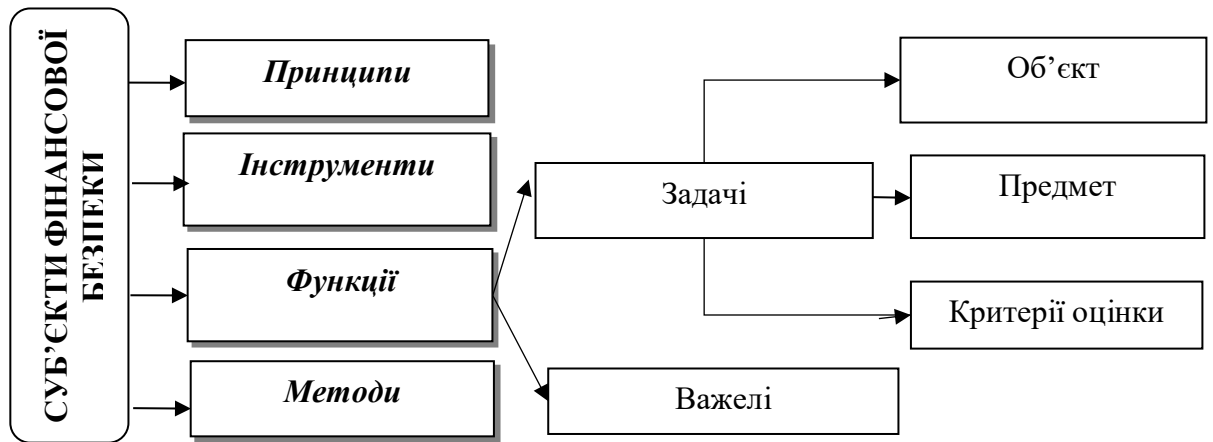 СУБ’ЄКТИ ФІНАНСОВОЇ
БЕЗПЕКИ
Принципи
Інструменти
Функції
Методи
Задачі
Важелі
Об’єкт
Предмет
Критерії оцінки